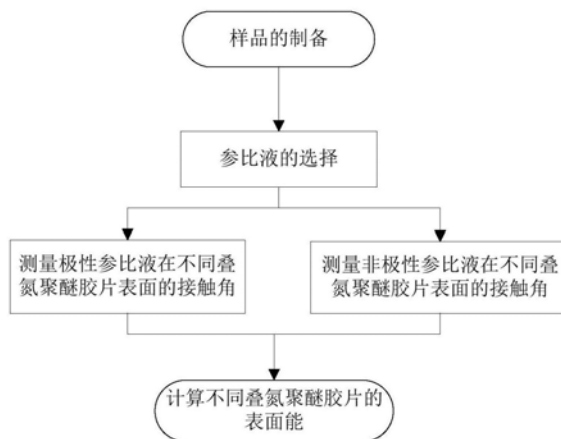 样品的制备
参比液的选择
测量极性参比液在不同叠
氮聚醚胶片表面的接触角
测量非极性参比液在不同叠
氮聚醚胶片表面的接触角
计算不同叠氮聚醚胶片的
表面能